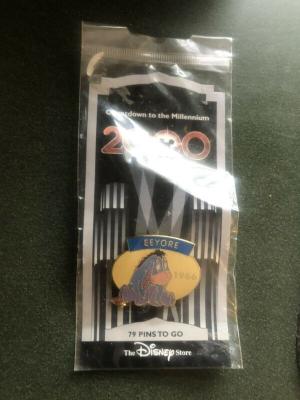 Countdown to the Millennium
2000
EEYORE
1966
79 PINS TO GO
The Disney Store